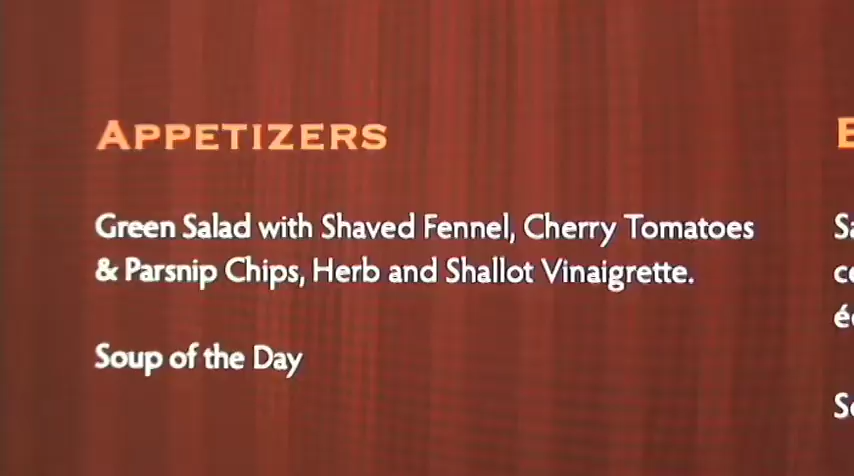 APPETIZERS
Green Salad with Shaved Fennel, Cherry Tomatoes
& Parsnip Chips, Herb and Shallot Vinaigrette.
Soup of the Day